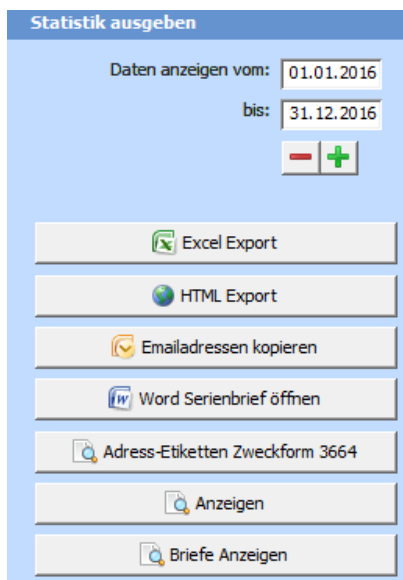 Statistik ausgeben
Daten anzeigen vom: 01.01.2016
bis: 31.12.2016
Excel Export
HTML Export
Emailadressen kopieren
Word Serienbrief öffnen
Adress-Etiketten Zweckform 3664
Anzeigen
Briefe Anzeigen